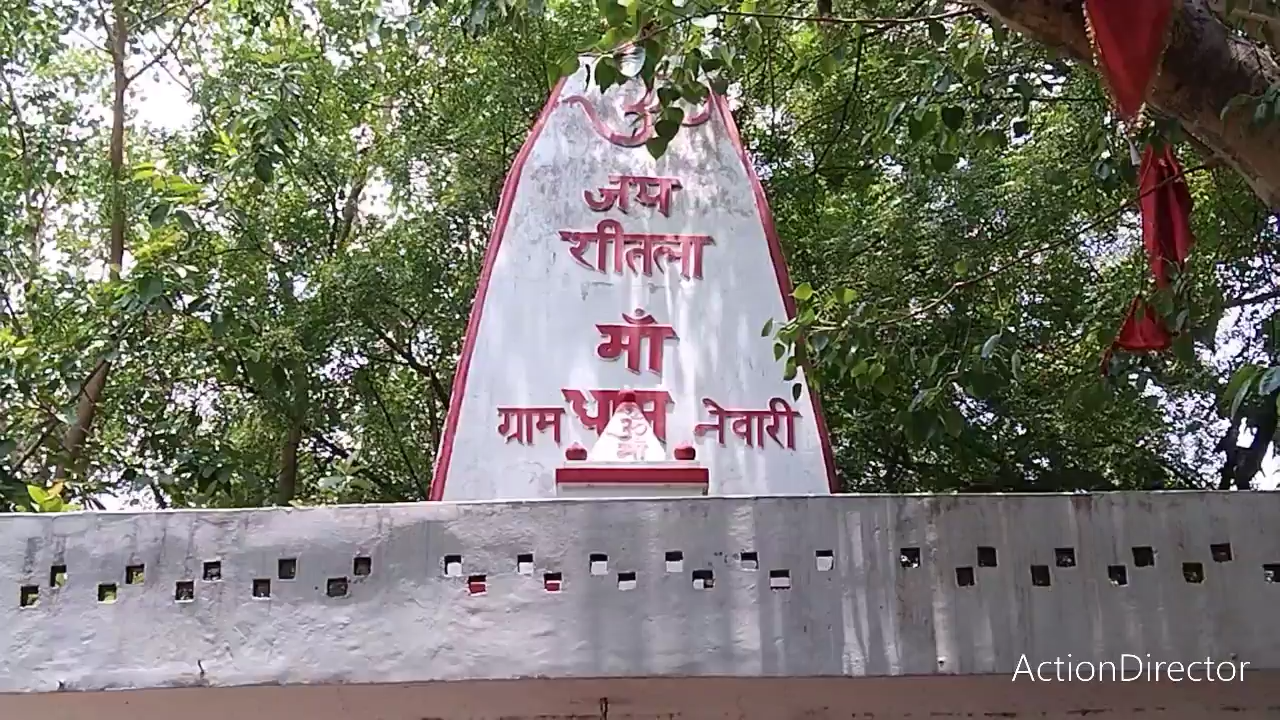 जय
शीतला
माँ
ग्राम धाम नेवारी
ॐ
ActionDirector